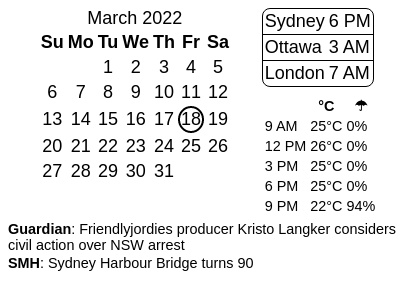 March 2022
Su Mo Tu We Th Fr Sa
1 2 3 4 5
6 7 8 9 10 11 12
13 14 15 16 17 18 19
20 21 22 23 24 25 26
27 28 29 30 31
Sydney 6 PM
Ottawa 3 AM
London 7 AM
°C ☂
9 AM 25°C 0%
12 PM 26°C 0%
3 PM 25°C 0%
6 PM 25°C 0%
9 PM 22°C 94%
Guardian: Friendlyjordies producer Kristo Langker considers
civil action over NSW arrest
SMH: Sydney Harbour Bridge turns 90